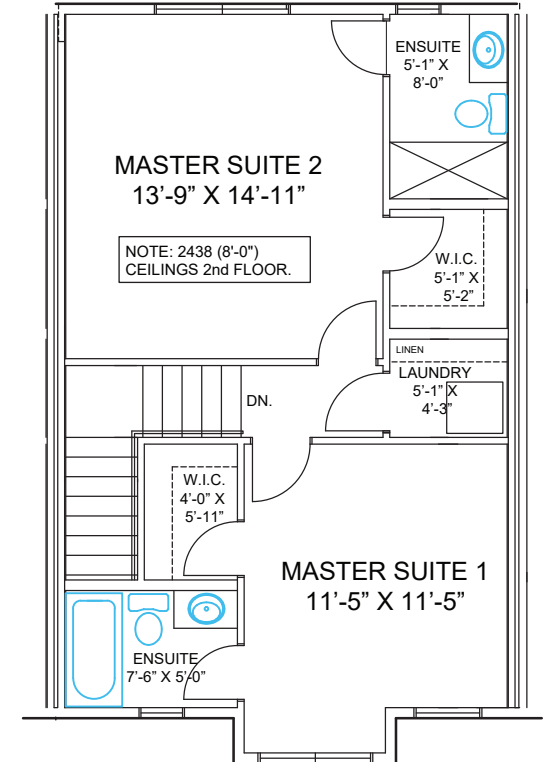 ENSUITE
5’-1” X
8’-0”
MASTER SUITE 2
13’-9” X 14’-11”
NOTE: 2438 (8'-0")
CEILINGS 2nd FLOOR.
W.I.C.
5’-1” X
5’-2”
LINEN
LAUNDRY
5’-1” X
4’-3”
DN.
W.I.C.
4’-0” X
5’-11”
MASTER SUITE 1
11’-5” X 11’-5”
ENSUITE
7’-6” X 5’-0”